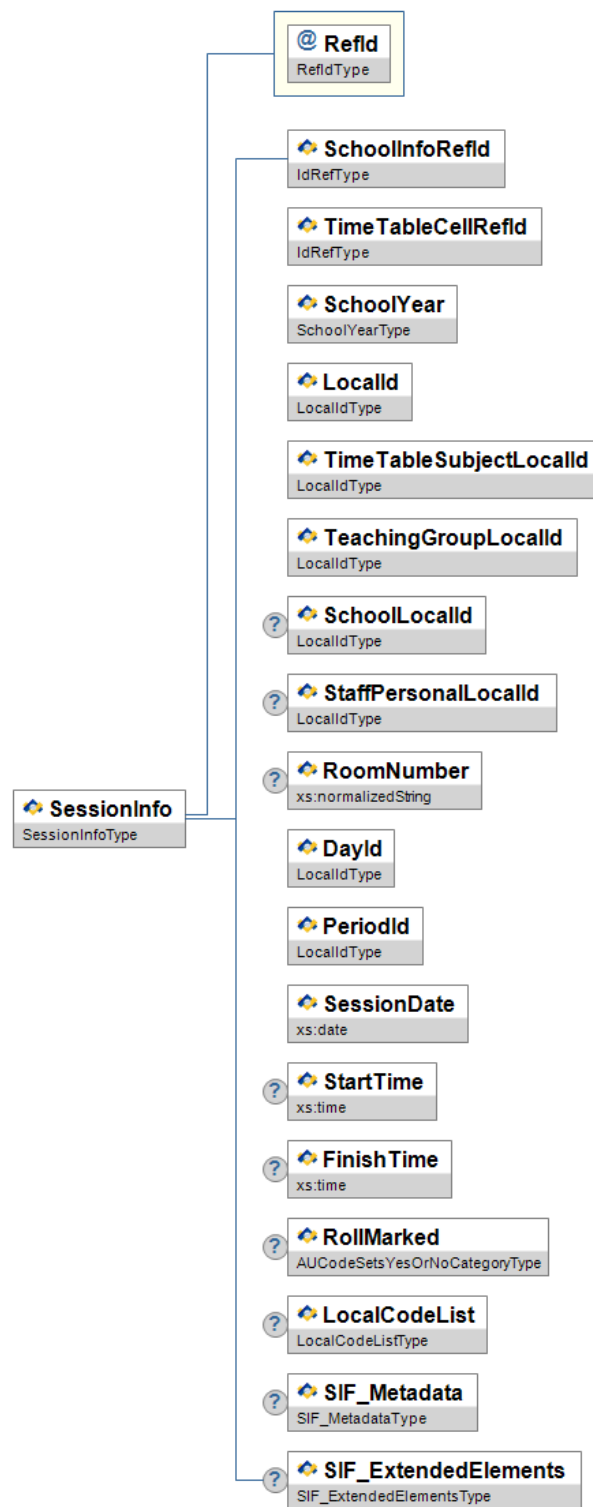 @ RefId
RefIdType
SchoolInfoRefId
IdRefType
TimeTableCellRefId
IdRefType
SchoolYear
SchoolYearType
LocalId
LocalIdType
TimeTableSubjectLocalId
LocalIdType
TeachingGroupLocalId
LocalIdType
? SchoolLocalId
LocalIdType
? StaffPersonalLocalId
LocalIdType
? RoomNumber
xs:normalizedString
SessionInfo
SessionInfoType
DayId
LocalIdType
PeriodId
LocalIdType
SessionDate
xs:date
? StartTime
xs:time
? FinishTime
xs:time
? RollMarked
AUCodeSetsYesOrNoCategoryType
? LocalCodeList
LocalCodeListType
? SIF_Metadata
SIF_MetadataType
? SIF_ExtendedElements
SIF_ExtendedElementsType